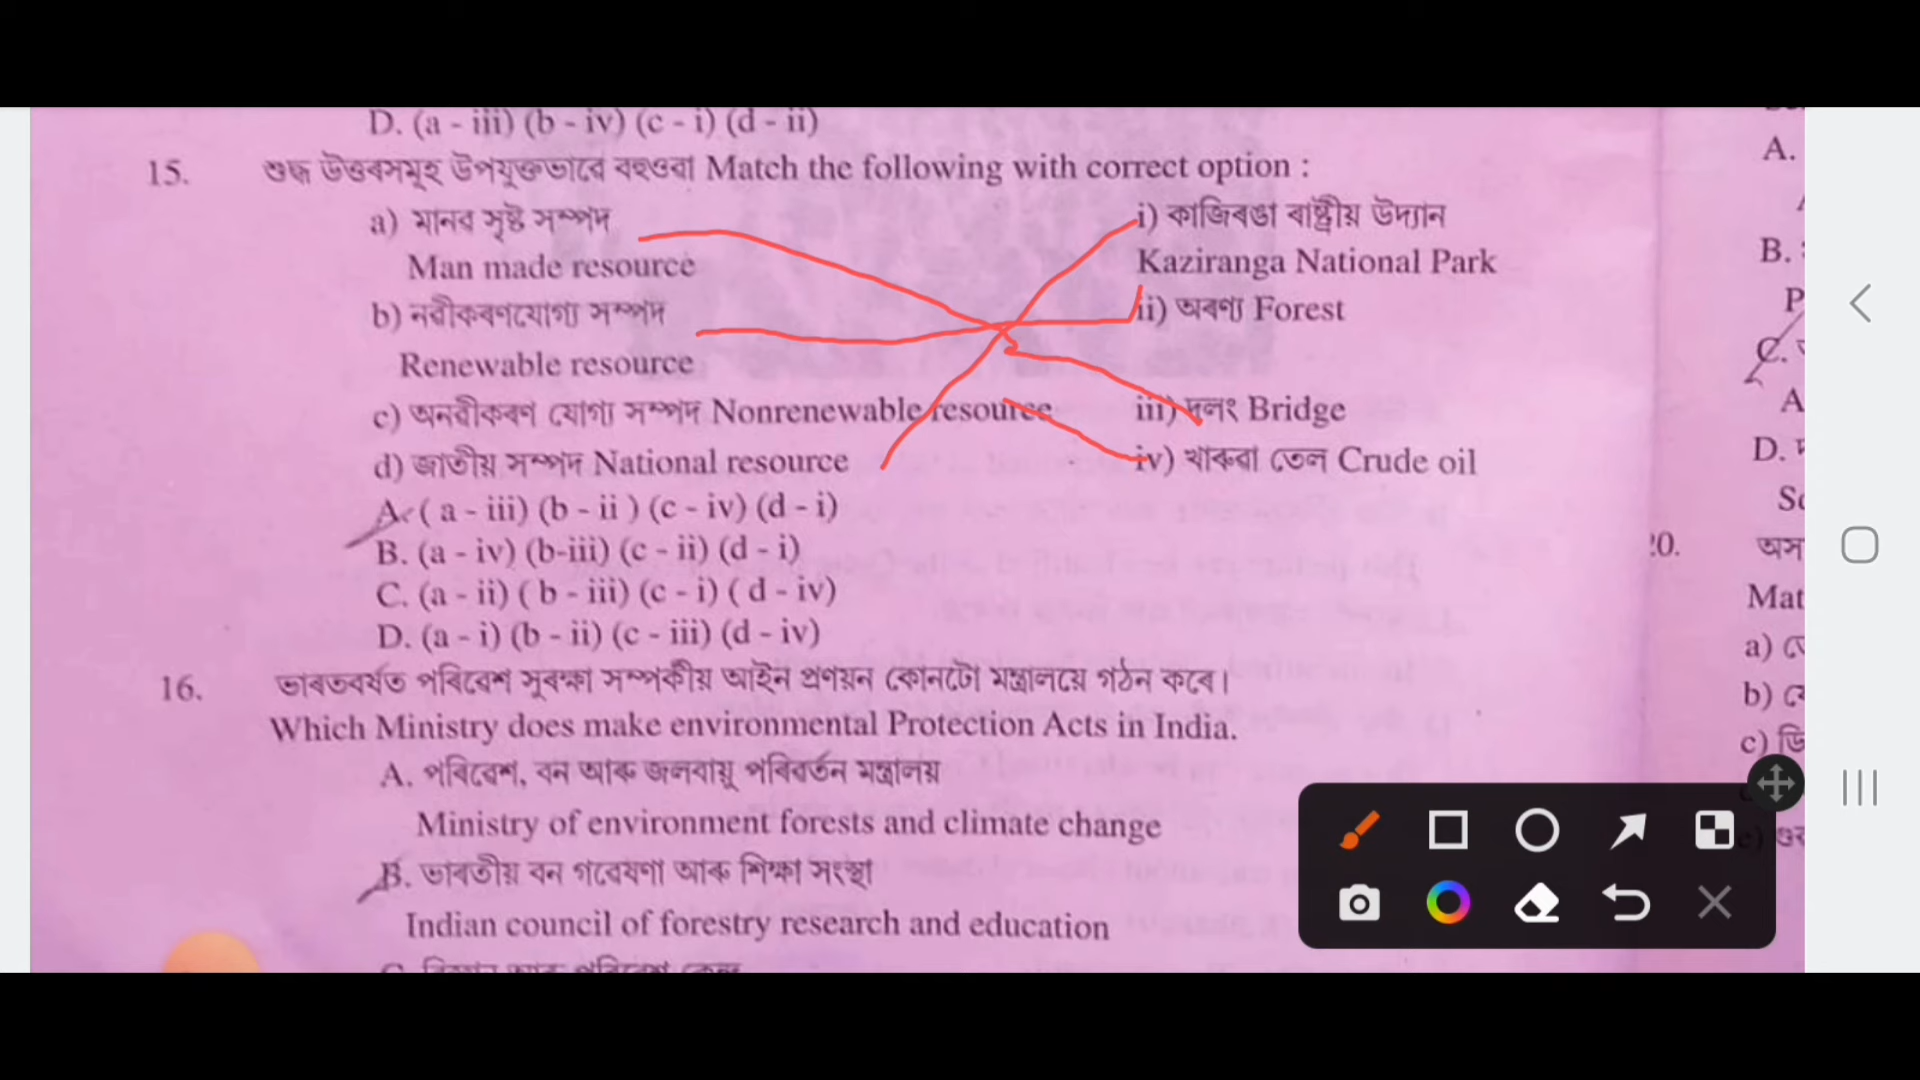 D. (a - iii) (b - iv) (c - i) (d - ii)
15. শুদ্ধ উত্তৰসমূহ উপযুক্তভাৱে বহুওৱা Match the following with correct option :
a) মানৱ সৃষ্ট সম্পদ i) কাজিৰঙা ৰাষ্ট্ৰীয় উদ্যান
Man made resource Kaziranga National Park
b) নৱীকৰণযোগ্য সম্পদ ii) অৰণ্য Forest
Renewable resource
c) অনৱীকৰণ যোগ্য সম্পদ Nonrenewable resource iii) দলং Bridge
d) জাতীয় সম্পদ National resource iv) খাৰুৱা তেল Crude oil
A. ( a - iii) (b - ii ) (c - iv) (d - i)
B. (a - iv) (b-iii) (c - ii) (d - i)
C. (a - ii) ( b - iii) (c - i) ( d - iv)
D. (a - i) (b - ii) (c - iii) (d - iv)
16. ভাৰতবৰ্ষত পৰিৱেশ সুৰক্ষা সম্পৰ্কীয় আইন প্ৰণয়ন কোনটো মন্ত্ৰালয়ে গঠন কৰে।
Which Ministry does make environmental Protection Acts in India.
A. পৰিৱেশ, বন আৰু জলবায়ু পৰিবৰ্তন মন্ত্ৰালয়
Ministry of environment forests and climate change
B. ভাৰতীয় বন গৱেষণা আৰু শিক্ষা সংস্থা
Indian council of forestry research and education
A.
B.
C.
A
D.
20.
Mat
a)
b)
c) ডি